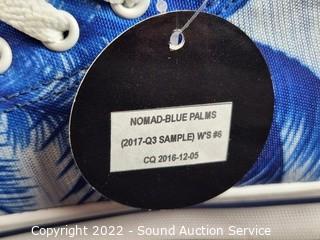 NOMAD-BLUE PALMS
(2017-Q3 SAMPLE) W'S #6
CQ 2016-12-05
Copyright 2022 - Sound Auction Service